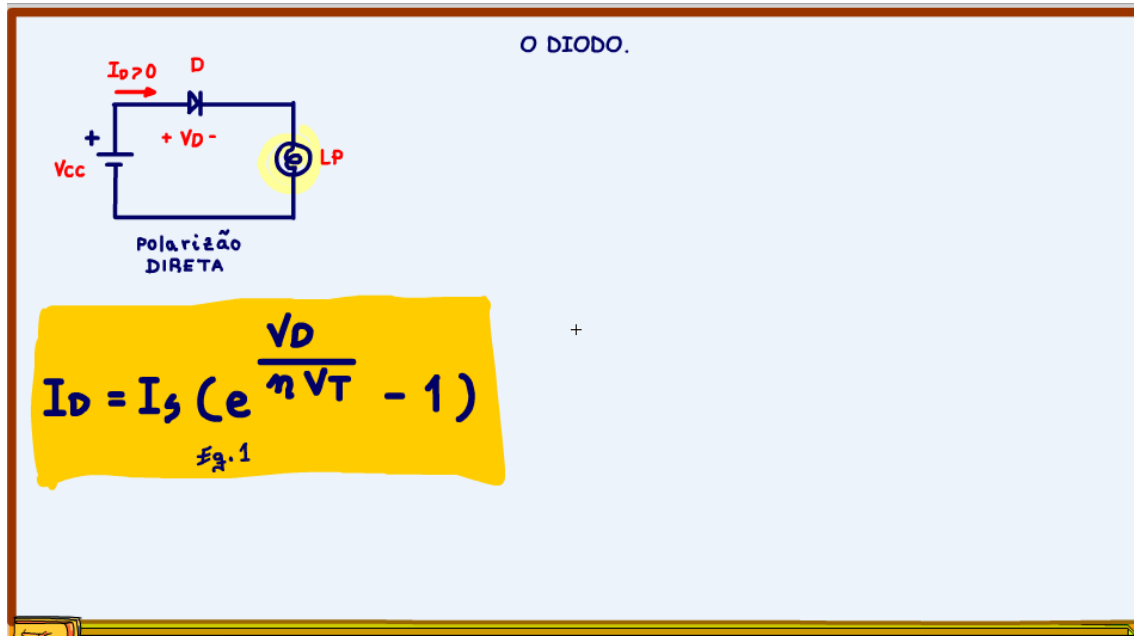 O DIODO.
ID>0
D
+ VD -
+
VCC
LP
Polarizão
DIRETA
ID = IS (e^(VD/nVT) - 1)
Eq. 1